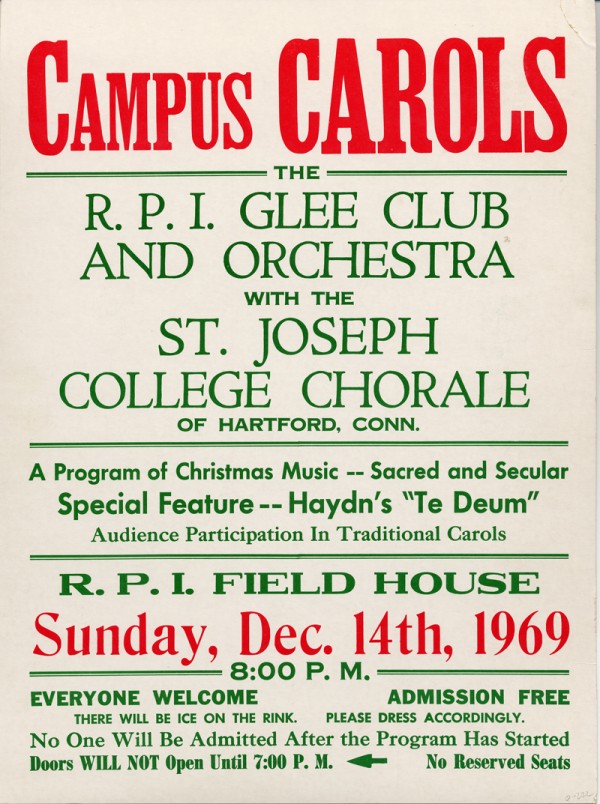 CAMPUS CAROLS
THE
R. P. I. GLEE CLUB
AND ORCHESTRA
WITH THE
ST. JOSEPH
COLLEGE CHORALE
OF HARTFORD, CONN.
A Program of Christmas Music -- Sacred and Secular
Special Feature -- Haydn's "Te Deum"
Audience Participation In Traditional Carols
R. P. I. FIELD HOUSE
Sunday, Dec. 14th, 1969
8:00 P. M.
EVERYONE WELCOME ADMISSION FREE
THERE WILL BE ICE ON THE RINK. PLEASE DRESS ACCORDINGLY.
No One Will Be Admitted After the Program Has Started
Doors WILL NOT Open Until 7:00 P. M. No Reserved Seats